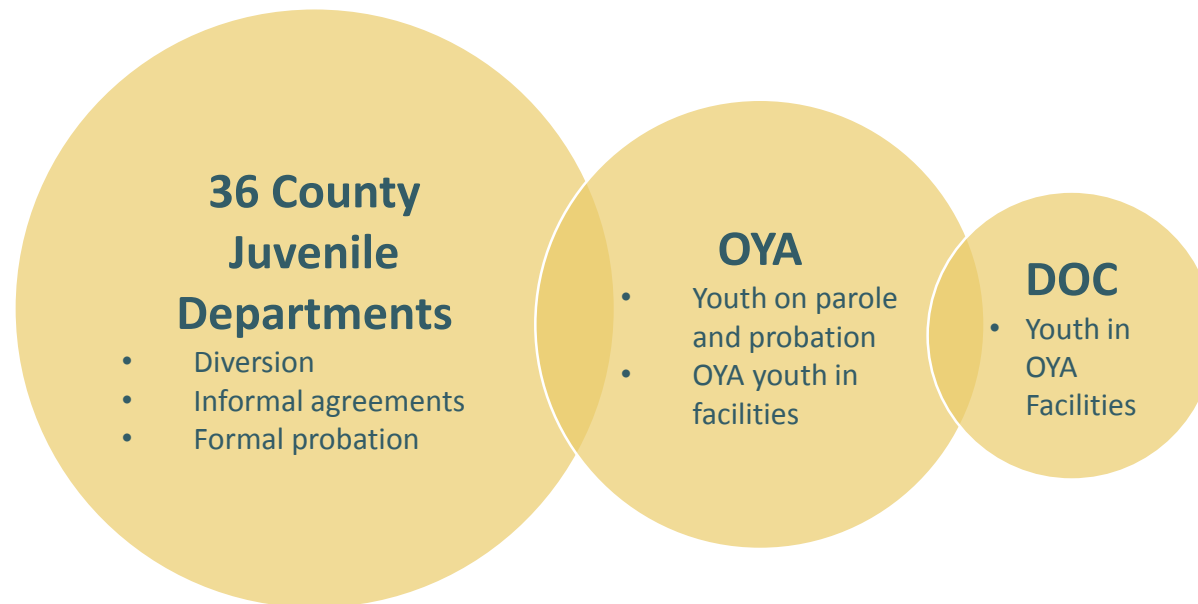 36 County
Juvenile
Departments
• Diversion
• Informal agreements
• Formal probation
OYA
• Youth on parole
and probation
• OYA youth in
facilities
DOC
• Youth in
OYA
Facilities